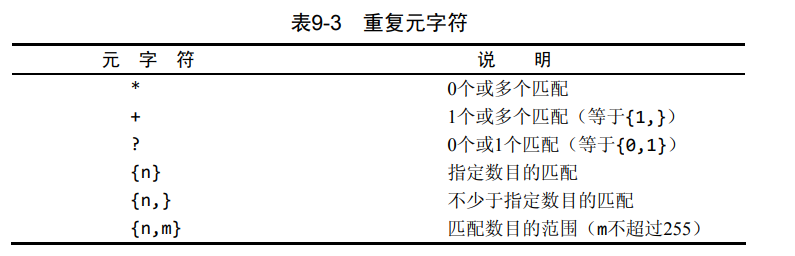 表9-3 重复元字符
元 字 符 说 明
* 0个或多个匹配
+ 1个或多个匹配（等于{1,}）
? 0个或1个匹配（等于{0,1}）
{n} 指定数目的匹配
{n,} 不少于指定数目的匹配
{n,m} 匹配数目的范围（m不超过255）